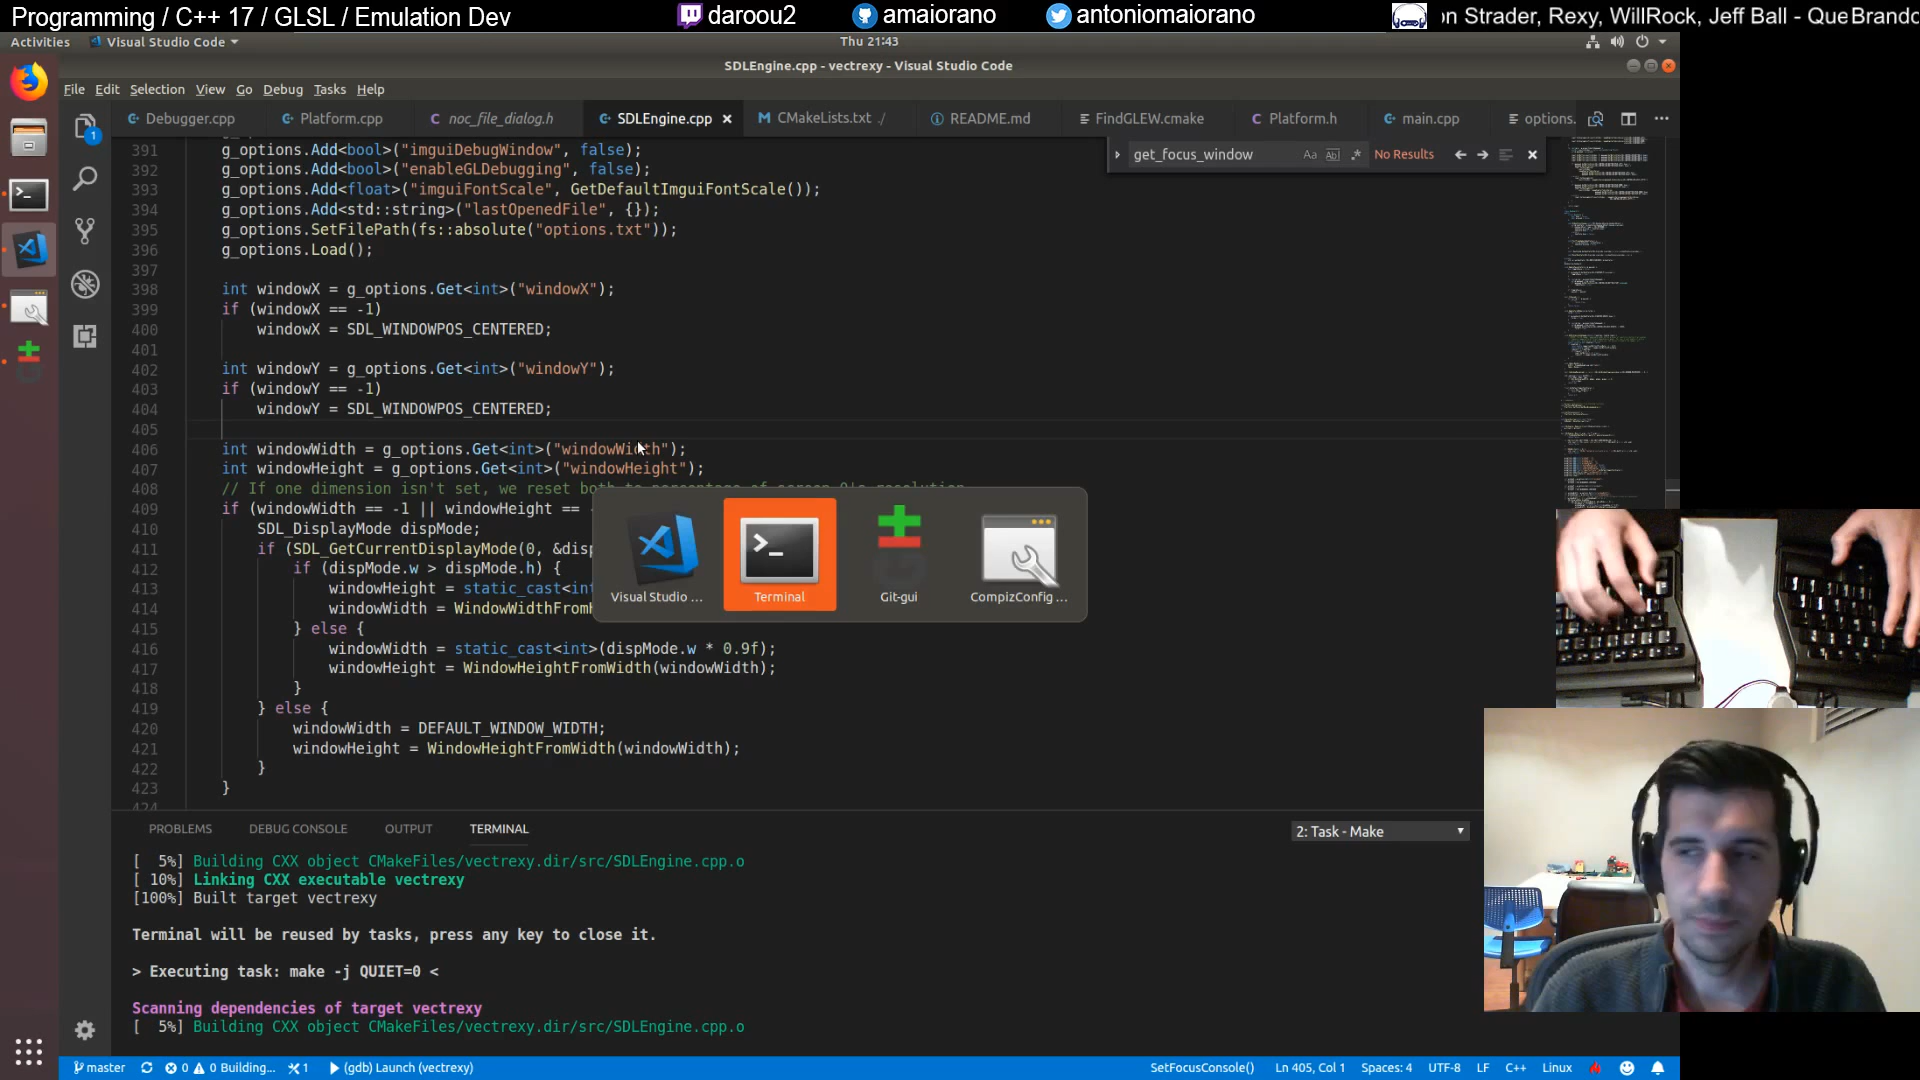 Programming / C++ 17 / GLSL / Emulation Dev
daroou2
amaiorano
antoniomaiorano
on Strader, Rexy, WillRock, Jeff Ball - QueBrando
Activities
Visual Studio Code
Thu 21:43
SDLEngine.cpp - vectrexy - Visual Studio Code
File Edit Selection View Go Debug Tasks Help
Debugger.cpp
Platform.cpp
noc_file_dialog.h
SDLEngine.cpp
CMakeLists.txt ./
README.md
FindGLEW.cmake
Platform.h
main.cpp
options.
get_focus_window
Aa Ab| .* No Results
1
391 g_options.Add<bool>("imguiDebugWindow", false);
392 g_options.Add<bool>("enableGLDebugging", false);
393 g_options.Add<float>("imguiFontScale", GetDefaultImguiFontScale());
394 g_options.Add<std::string>("lastOpenedFile", {});
395 g_options.SetFilePath(fs::absolute("options.txt"));
396 g_options.Load();
397
398 int windowX = g_options.Get<int>("windowX");
399 if (windowX == -1)
400 windowX = SDL_WINDOWPOS_CENTERED;
401
402 int windowY = g_options.Get<int>("windowY");
403 if (windowY == -1)
404 windowY = SDL_WINDOWPOS_CENTERED;
405
406 int windowWidth = g_options.Get<int>("windowWidth");
407 int windowHeight = g_options.Get<int>("windowHeight");
408 // If one dimension isn't set, we reset both to percentage of screen 0's resolution
409 if (windowWidth == -1 || windowHeight ==
410 SDL_DisplayMode dispMode;
411 if (SDL_GetCurrentDisplayMode(0, &disp
412 if (dispMode.w > dispMode.h) {
413 windowHeight = static_cast<int
414 windowWidth = WindowWidthFrom
415 } else {
416 windowWidth = static_cast<int>(dispMode.w * 0.9f);
417 windowHeight = WindowHeightFromWidth(windowWidth);
418 }
419 } else {
420 windowWidth = DEFAULT_WINDOW_WIDTH;
421 windowHeight = WindowHeightFromWidth(windowWidth);
422 }
423 }
424
Visual Studio ...
Terminal
Git-gui
CompizConfig ...
PROBLEMS DEBUG CONSOLE OUTPUT TERMINAL
2: Task - Make
[  5%] Building CXX object CMakeFiles/vectrexy.dir/src/SDLEngine.cpp.o
[ 10%] Linking CXX executable vectrexy
[100%] Built target vectrexy
Terminal will be reused by tasks, press any key to close it.
> Executing task: make -j QUIET=0 <
Scanning dependencies of target vectrexy
[  5%] Building CXX object CMakeFiles/vectrexy.dir/src/SDLEngine.cpp.o
master
0
0 Building...
1
(gdb) Launch (vectrexy)
SetFocusConsole()
Ln 405, Col 1
Spaces: 4
UTF-8
LF
C++
Linux